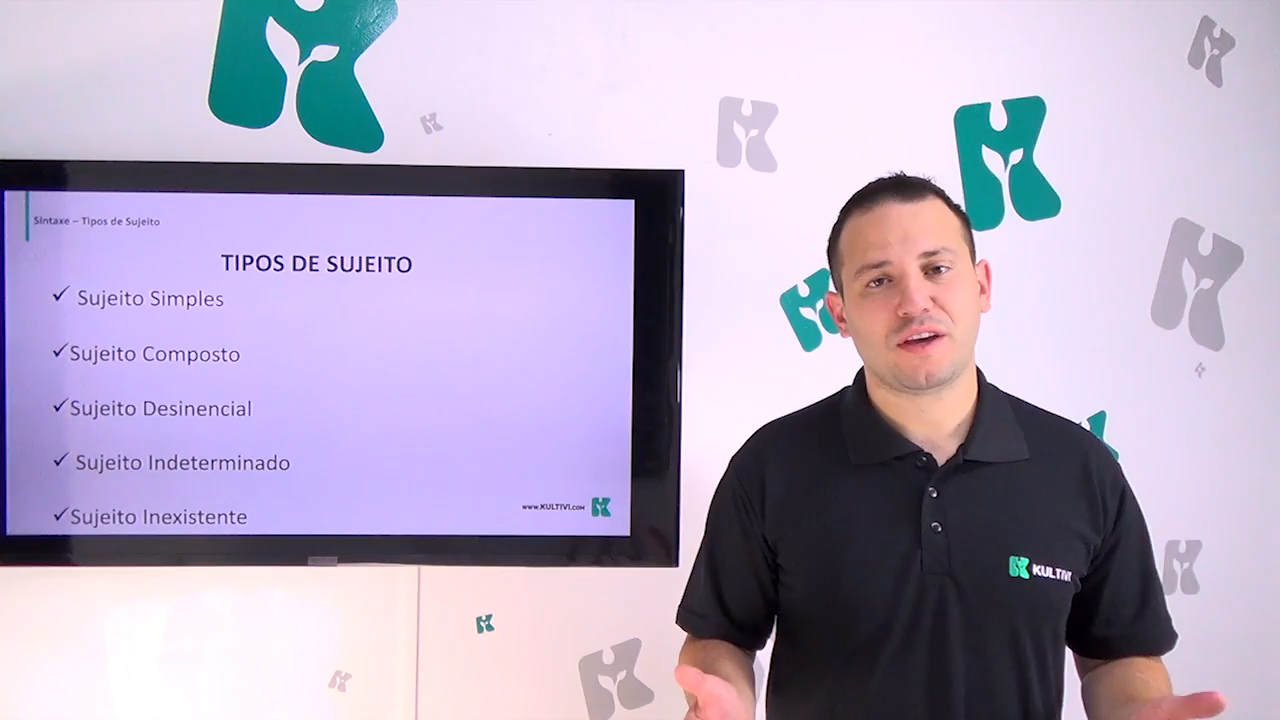 Sintaxe – Tipos de Sujeito
TIPOS DE SUJEITO
✓ Sujeito Simples
✓Sujeito Composto
✓Sujeito Desinencial
✓ Sujeito Indeterminado
✓Sujeito Inexistente
www.KULTIVI.COM
KULTIVI